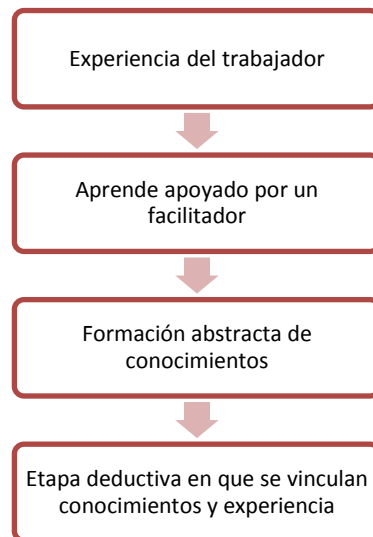 Experiencia del trabajador
Aprende apoyado por un
facilitador
Formación abstracta de
conocimientos
Etapa deductiva en que se vinculan
conocimientos y experiencia